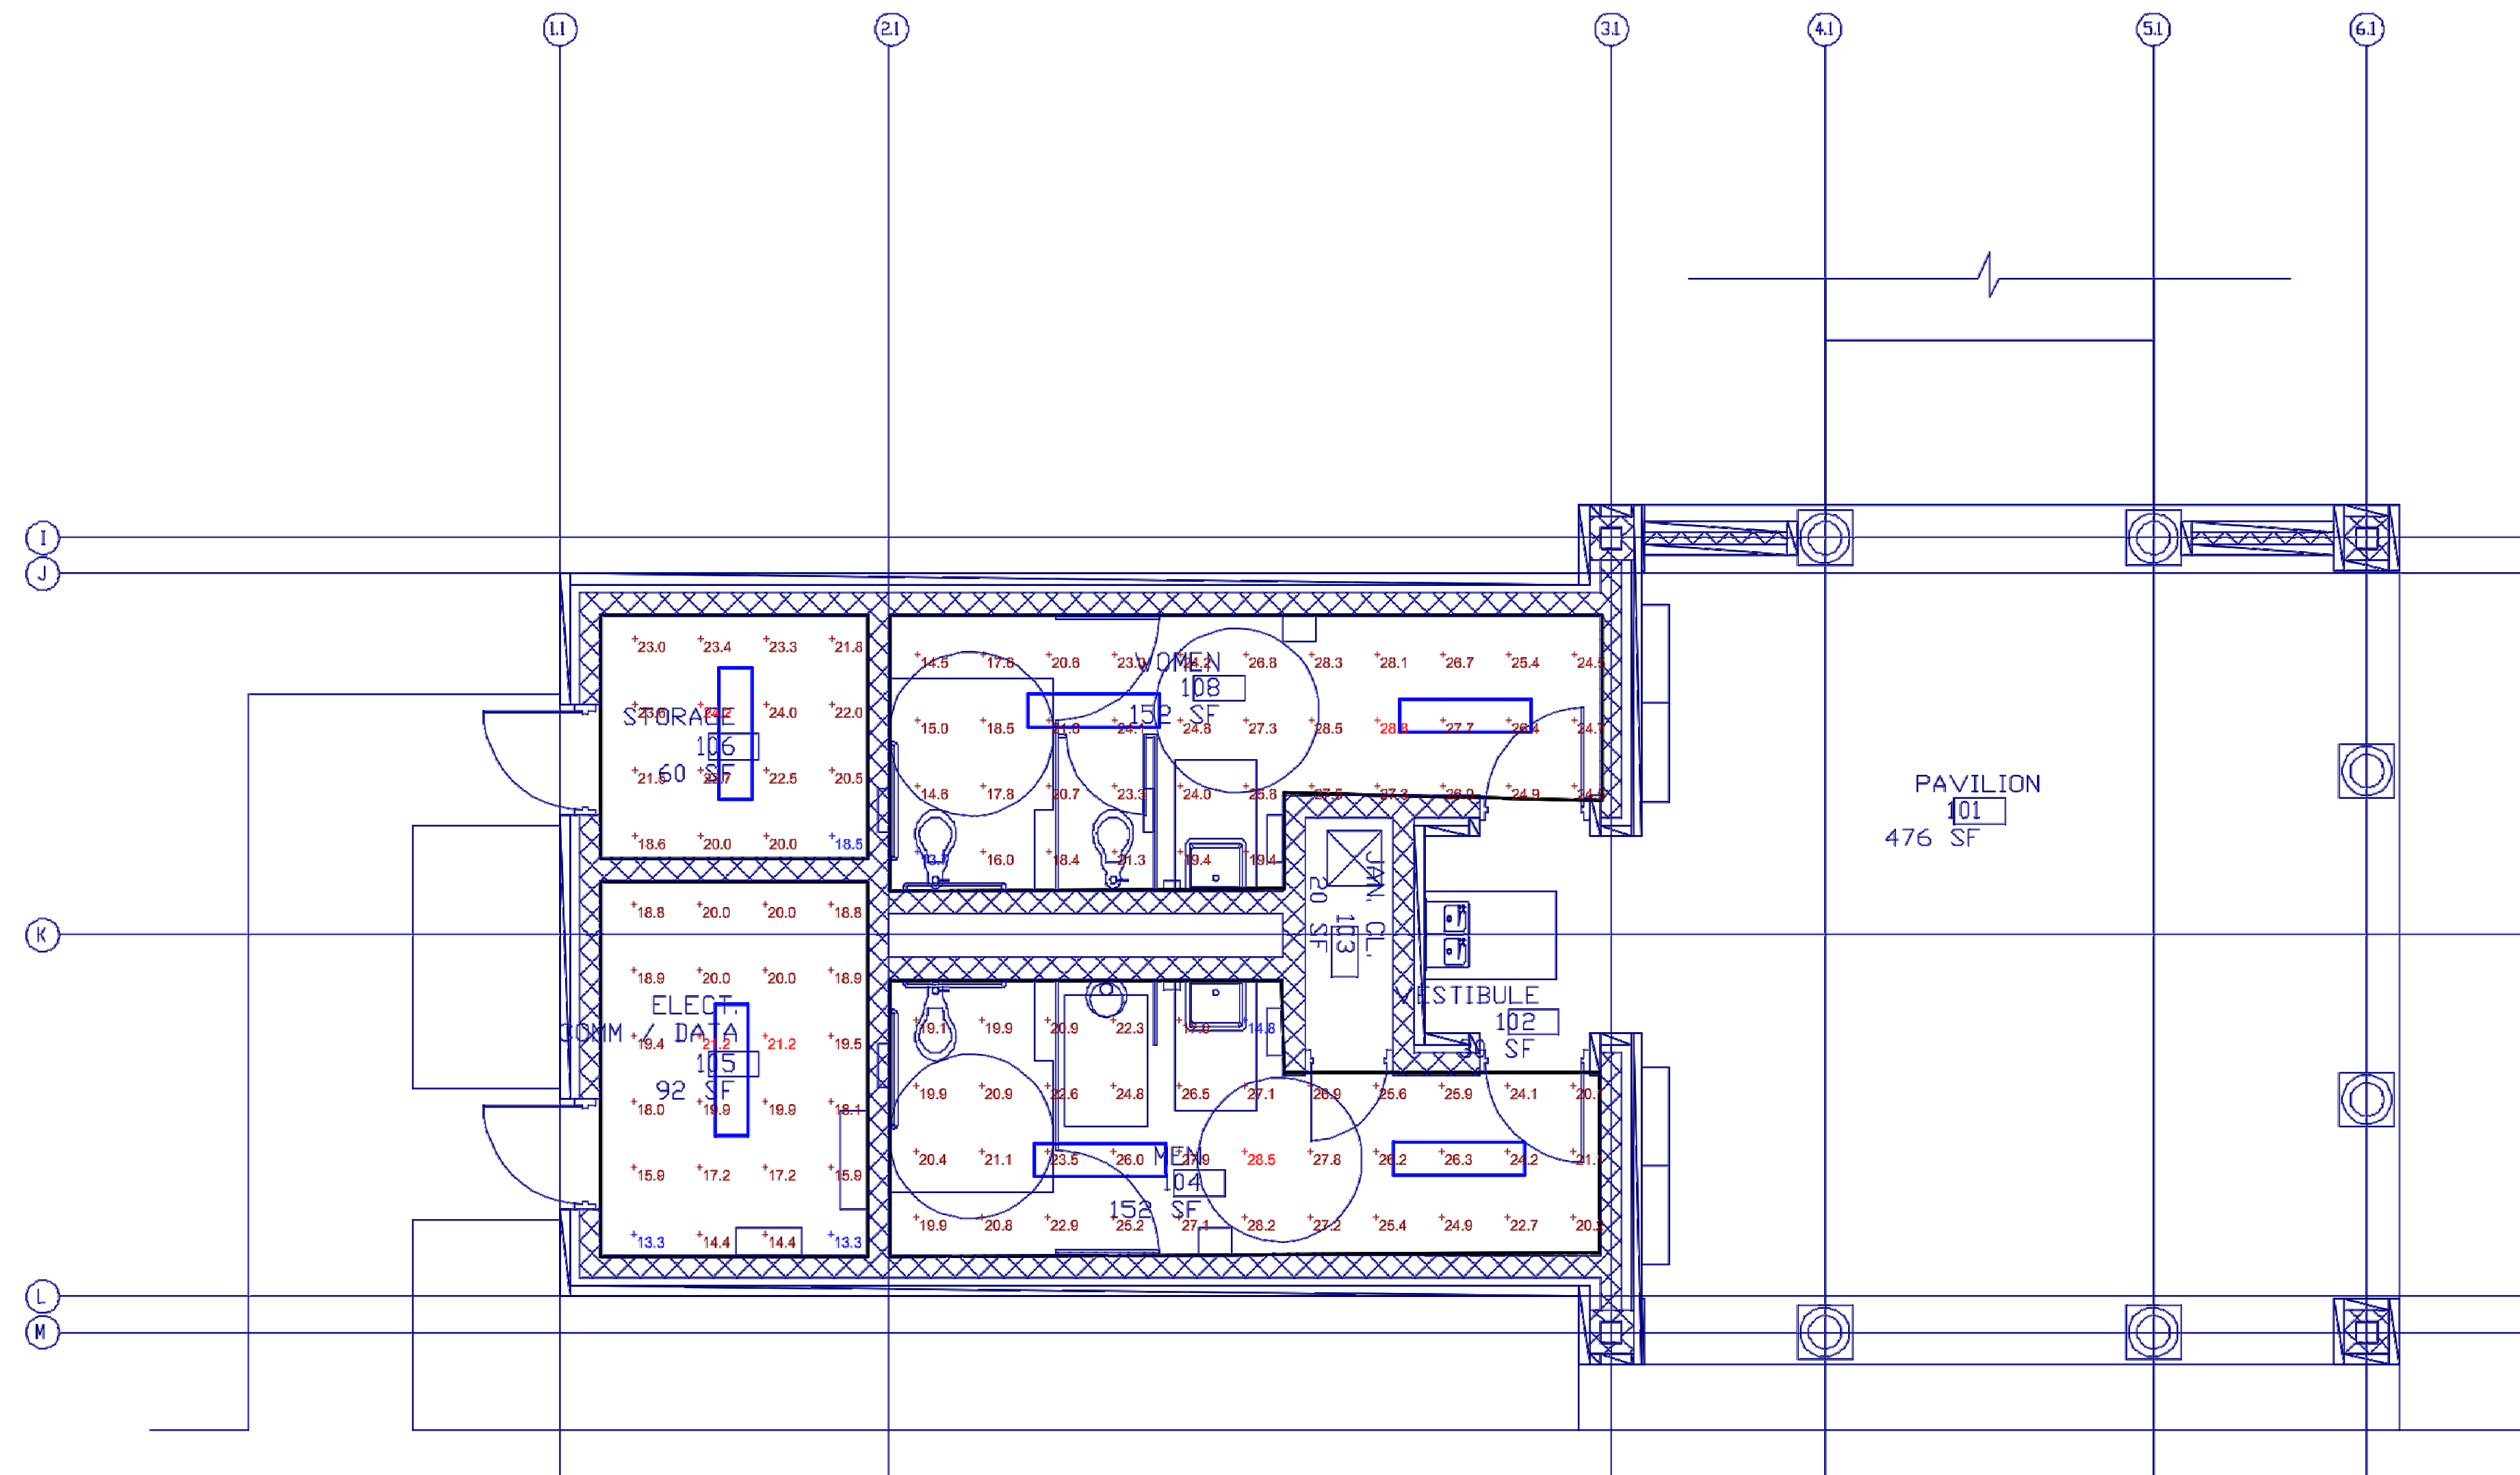 1.1 2.1 3.1 4.1 5.1 6.1
I
J
23.0 23.4 23.3 21.8
14.5 17.8 20.6 23.0 24.2 26.8 28.3 28.1 26.7 25.4
WOMEN
108
152 SF
24.2 24.0 22.0
STORAGE
106
60 SF
15.0 18.5 24.1 24.8 27.3 28.5 28.8 27.7 26.4
21.5 22.7 22.5 20.5
14.6 17.8 20.7 23.3 24.0 25.8 24.9
PAVILION
101
476 SF
18.6 20.0 20.0 18.5
16.0 18.4 21.3 19.4 19.4
JAN. CL.
103
20 SF
18.8 20.0 20.0 18.8
K
18.9 20.0 20.0 18.9
VESTIBULE
102
ELECT.
COMM / DATA
105
92 SF
19.1 19.9 20.9 22.3 17.0 14.8
19.4 21.2 21.2 19.5
19.9 20.9 22.6 24.8 26.5 27.1 26.9 25.6 25.9 24.1
18.0 19.9 19.9 18.1
20.4 21.1 23.5 26.0 27.9 28.5 27.8 26.2 26.3 24.2
MEN
104
152 SF
15.9 17.2 17.2 15.9
19.9 20.8 22.9 25.2 27.1 28.2 27.2 25.4 24.9 22.7
13.3 14.4 14.4 13.3
L
M